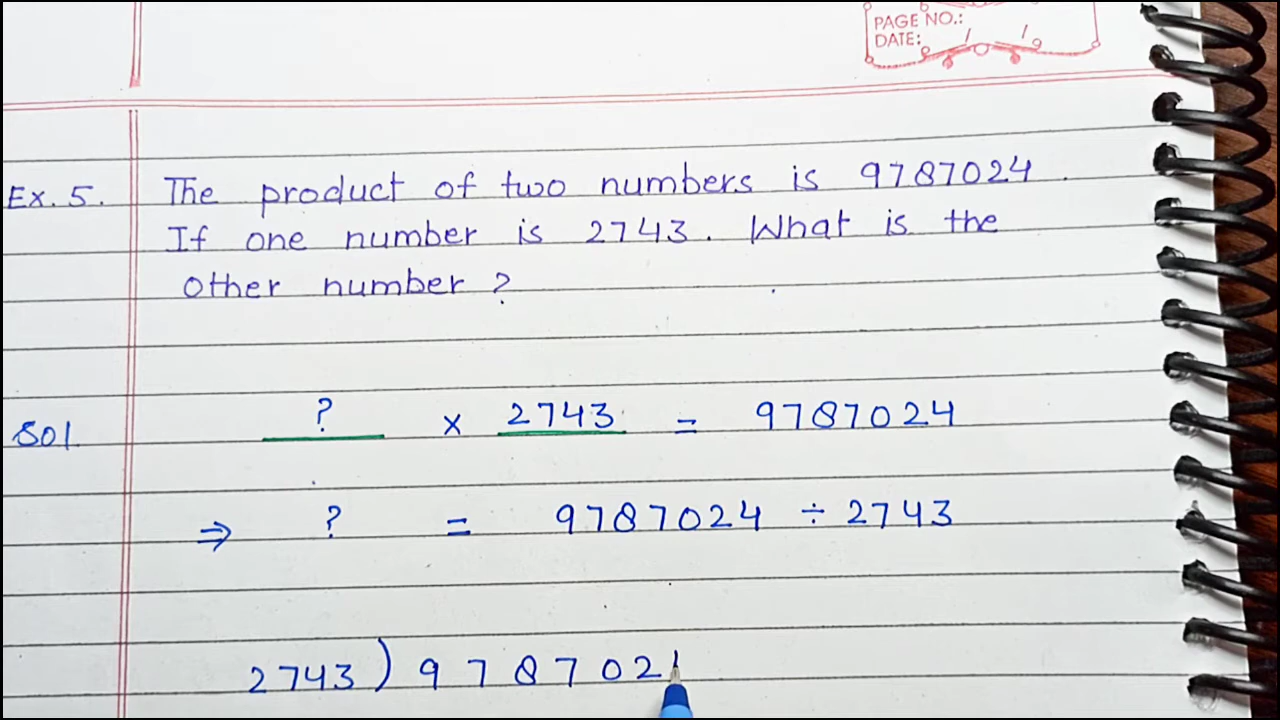 PAGE NO.:
DATE:
Ex. 5. The product of two numbers is 9787024.
If one number is 2743. What is the
other number ?
Sol. ? × 2743 = 9787024
⇒ ? = 9787024 ÷ 2743
2743 ) 978702